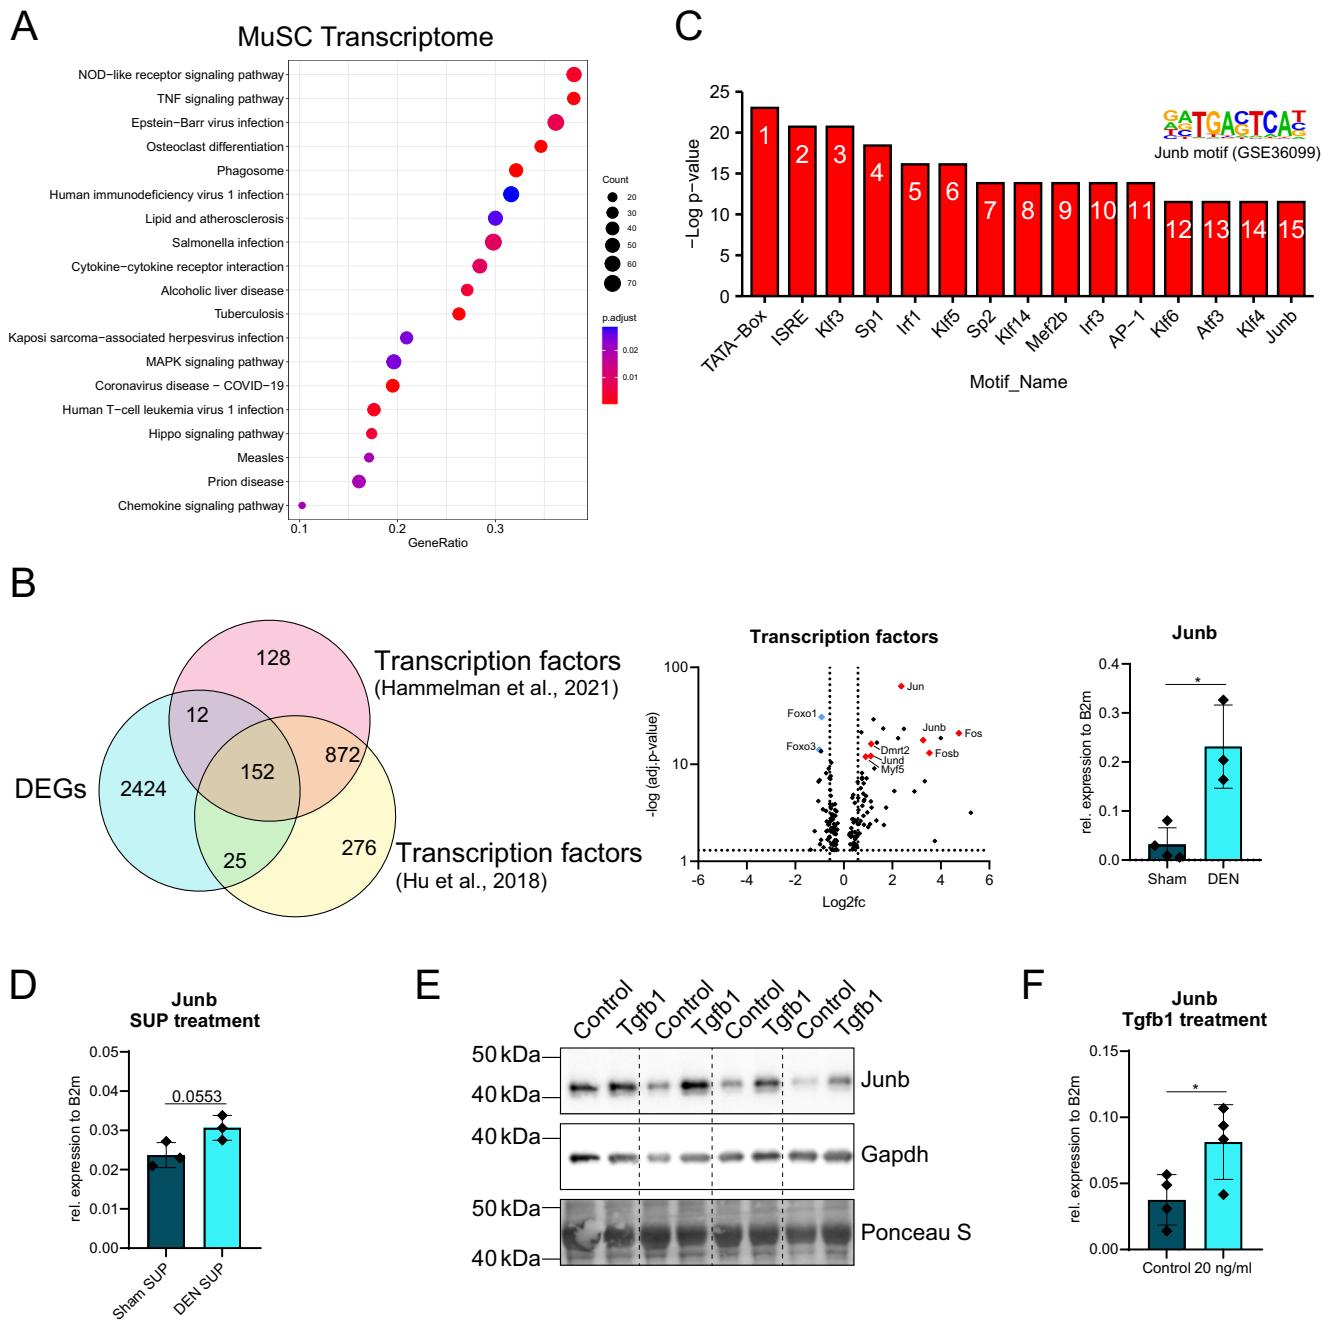 A
MuSC Transcriptome
NOD−like receptor signaling pathway
TNF signaling pathway
Epstein−Barr virus infection
Osteoclast differentiation
Phagosome
Human immunodeficiency virus 1 infection
Lipid and atherosclerosis
Salmonella infection
Cytokine−cytokine receptor interaction
Alcoholic liver disease
Tuberculosis
Kaposi sarcoma−associated herpesvirus infection
MAPK signaling pathway
Coronavirus disease − COVID−19
Human T−cell leukemia virus 1 infection
Hippo signaling pathway
Measles
Prion disease
Chemokine signaling pathway
0.1 0.2 0.3
GeneRatio
Count
20
30
40
50
60
70
p.adjust
0.02
0.01
C
25
20
15
10
5
0
−Log p−value
1 2 3 4 5 6 7 8 9 10 11 12 13 14 15
TATA−Box ISRE Klf3 Sp1 Irf1 Klf5 Sp2 Klf14 Mef2b Irf3 AP−1 Klf6 Atf3 Klf4 Junb
Motif_Name
Junb motif (GSE36099)
B
128
Transcription factors
(Hammelman et al., 2021)
12
872
152
DEGs
2424
25
276
Transcription factors
(Hu et al., 2018)
Transcription factors
100
10
1
-log (adj.p-value)
Jun
Foxo1
Junb
Fos
Foxo3
Dmrt2
Fosb
Jund
Myf5
-6 -4 -2 0 2 4 6
Log2fc
Junb
0.4
0.3
0.2
0.1
0.0
rel. expression to B2m
*
Sham DEN
D
Junb
SUP treatment
0.05
0.04
0.03
0.02
0.01
0.00
rel. expression to B2m
0.0553
Sham SUP DEN SUP
E
Control Tgfb1 Control Tgfb1 Control Tgfb1 Control Tgfb1
50 kDa
40 kDa
Junb
40 kDa
Gapdh
50 kDa
40 kDa
Ponceau S
F
Junb
Tgfb1 treatment
0.15
0.10
0.05
0.00
rel. expression to B2m
*
Control 20 ng/ml